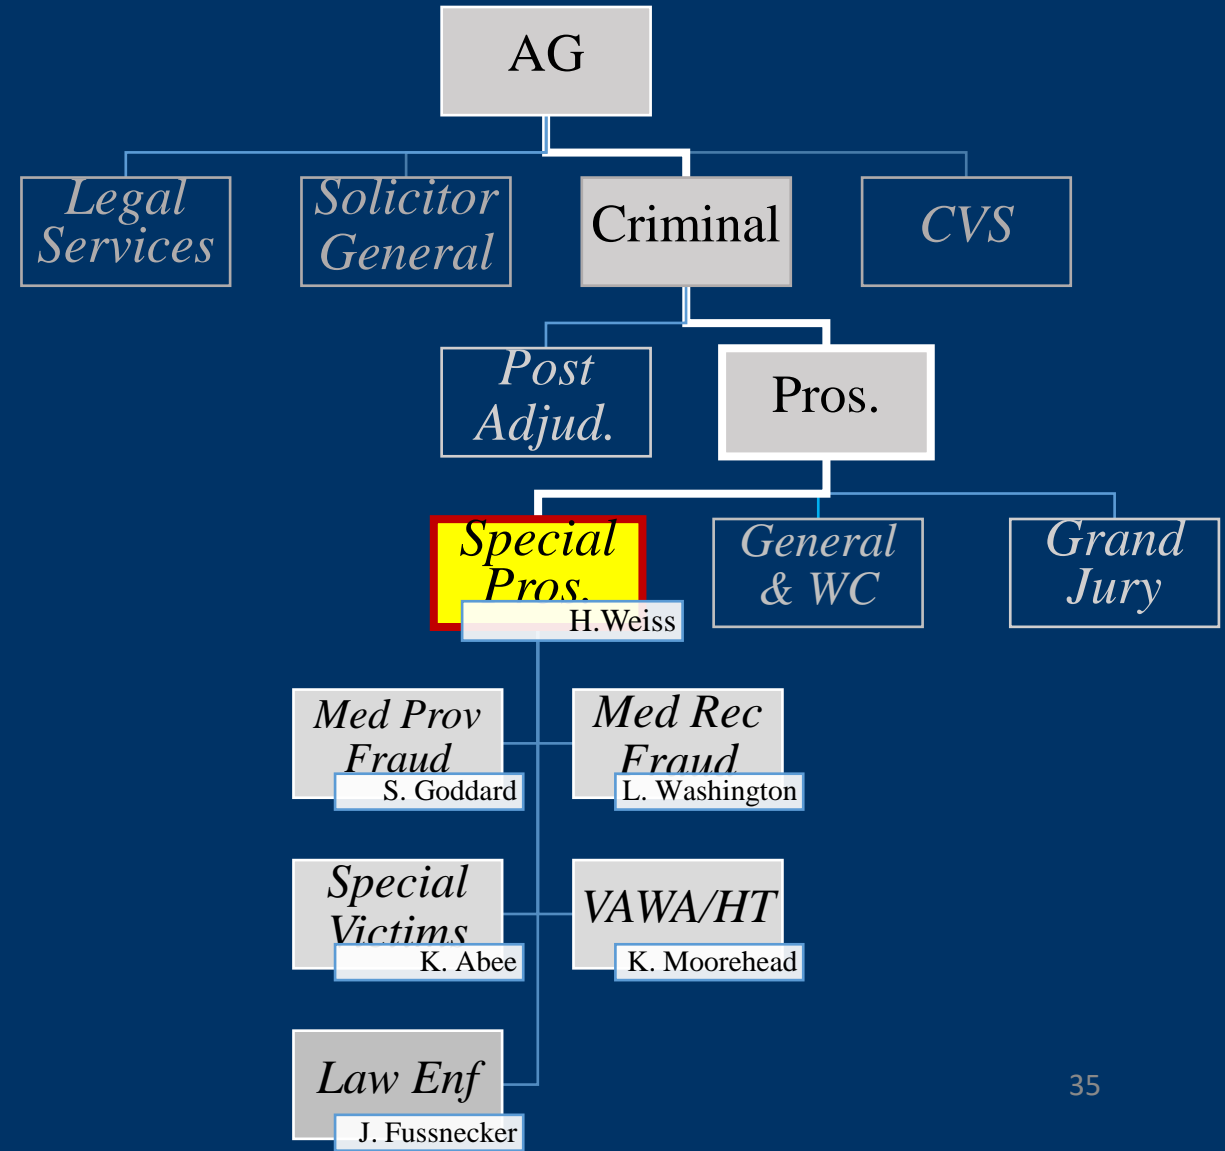 AG
Legal
Services
Solicitor
General
Criminal
CVS
Post
Adjud.
Pros.
Special
Pros.
H.Weiss
General
& WC
Grand
Jury
Med Prov
Fraud
S. Goddard
Med Rec
Fraud
L. Washington
Special
Victims
K. Abee
VAWA/HT
K. Moorehead
Law Enf
J. Fussnecker
35